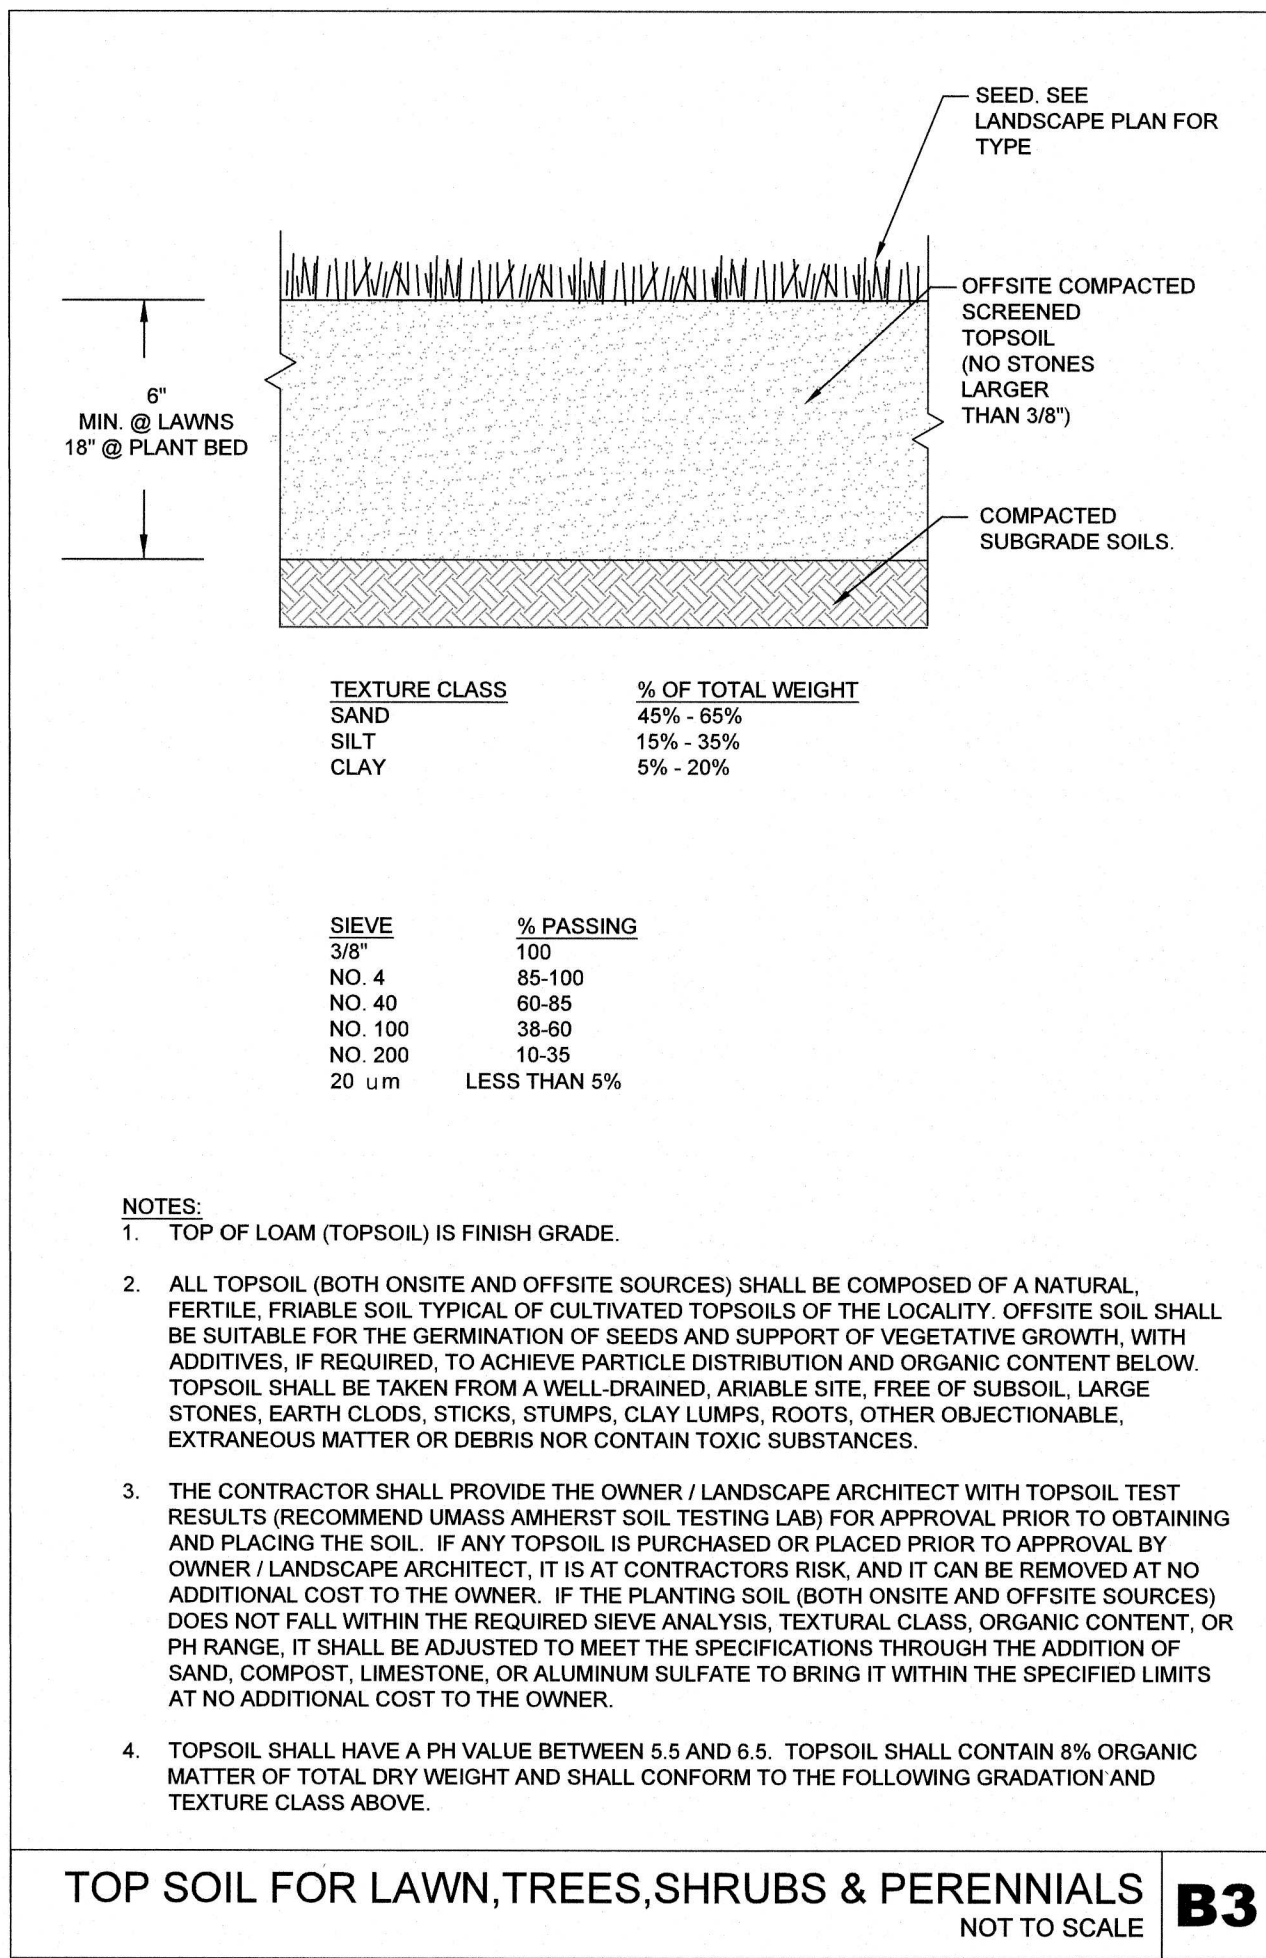 SEED. SEE
LANDSCAPE PLAN FOR
TYPE
OFFSITE COMPACTED
SCREENED
TOPSOIL
(NO STONES
LARGER
THAN 3/8")
6"
MIN. @ LAWNS
18" @ PLANT BED
COMPACTED
SUBGRADE SOILS.
TEXTURE CLASS % OF TOTAL WEIGHT
SAND 45% - 65%
SILT 15% - 35%
CLAY 5% - 20%
SIEVE % PASSING
3/8" 100
NO. 4 85-100
NO. 40 60-85
NO. 100 38-60
NO. 200 10-35
20 um LESS THAN 5%
NOTES:
1. TOP OF LOAM (TOPSOIL) IS FINISH GRADE.
2. ALL TOPSOIL (BOTH ONSITE AND OFFSITE SOURCES) SHALL BE COMPOSED OF A NATURAL,
FERTILE, FRIABLE SOIL TYPICAL OF CULTIVATED TOPSOILS OF THE LOCALITY. OFFSITE SOIL SHALL
BE SUITABLE FOR THE GERMINATION OF SEEDS AND SUPPORT OF VEGETATIVE GROWTH, WITH
ADDITIVES, IF REQUIRED, TO ACHIEVE PARTICLE DISTRIBUTION AND ORGANIC CONTENT BELOW.
TOPSOIL SHALL BE TAKEN FROM A WELL-DRAINED, ARIABLE SITE, FREE OF SUBSOIL, LARGE
STONES, EARTH CLODS, STICKS, STUMPS, CLAY LUMPS, ROOTS, OTHER OBJECTIONABLE,
EXTRANEOUS MATTER OR DEBRIS NOR CONTAIN TOXIC SUBSTANCES.
3. THE CONTRACTOR SHALL PROVIDE THE OWNER / LANDSCAPE ARCHITECT WITH TOPSOIL TEST
RESULTS (RECOMMEND UMASS AMHERST SOIL TESTING LAB) FOR APPROVAL PRIOR TO OBTAINING
AND PLACING THE SOIL. IF ANY TOPSOIL IS PURCHASED OR PLACED PRIOR TO APPROVAL BY
OWNER / LANDSCAPE ARCHITECT, IT IS AT CONTRACTORS RISK, AND IT CAN BE REMOVED AT NO
ADDITIONAL COST TO THE OWNER. IF THE PLANTING SOIL (BOTH ONSITE AND OFFSITE SOURCES)
DOES NOT FALL WITHIN THE REQUIRED SIEVE ANALYSIS, TEXTURAL CLASS, ORGANIC CONTENT, OR
PH RANGE, IT SHALL BE ADJUSTED TO MEET THE SPECIFICATIONS THROUGH THE ADDITION OF
SAND, COMPOST, LIMESTONE, OR ALUMINUM SULFATE TO BRING IT WITHIN THE SPECIFIED LIMITS
AT NO ADDITIONAL COST TO THE OWNER.
4. TOPSOIL SHALL HAVE A PH VALUE BETWEEN 5.5 AND 6.5. TOPSOIL SHALL CONTAIN 8% ORGANIC
MATTER OF TOTAL DRY WEIGHT AND SHALL CONFORM TO THE FOLLOWING GRADATION AND
TEXTURE CLASS ABOVE.
TOP SOIL FOR LAWN,TREES,SHRUBS & PERENNIALS
NOT TO SCALE
B3